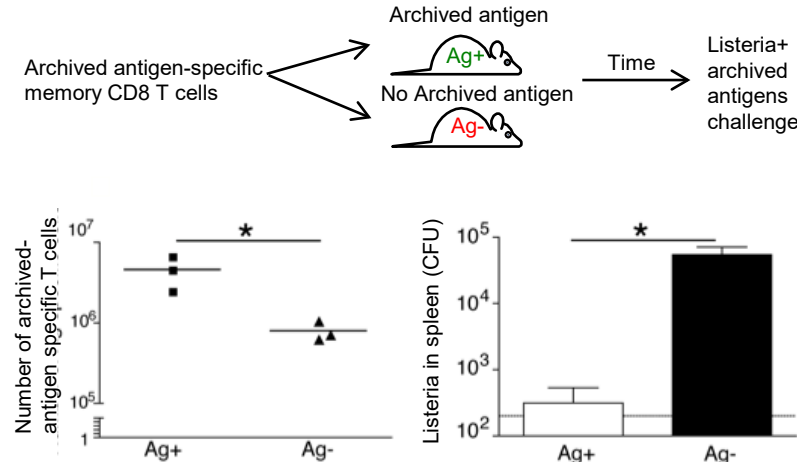 Archived antigen
Archived antigen-specific
memory CD8 T cells
Ag+
No Archived antigen
Ag-
Time
Listeria+
archived
antigens
challenge
Number of archived-
antigen specific T cells
10^7
10^6
10^5
1
*
Ag+
Ag-
Listeria in spleen (CFU)
10^5
10^4
10^3
10^2
*
Ag+
Ag-